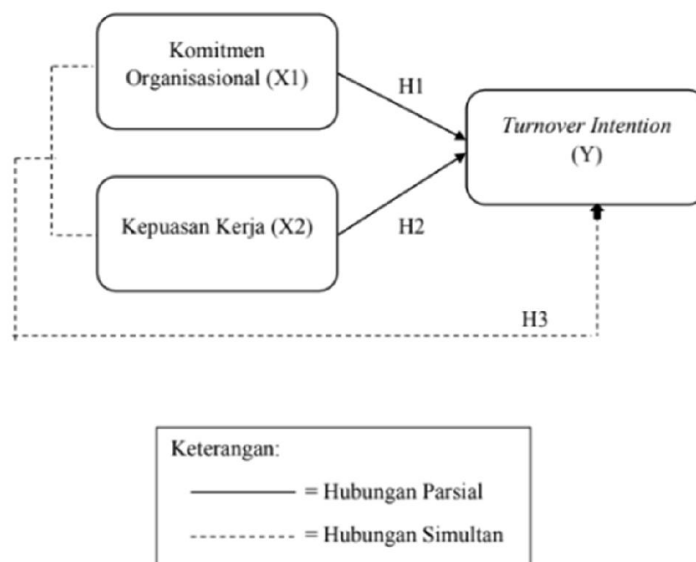 Komitmen
Organisasional (X1)
H1
Turnover Intention
(Y)
Kepuasan Kerja (X2)
H2
H3
Keterangan:
= Hubungan Parsial
= Hubungan Simultan